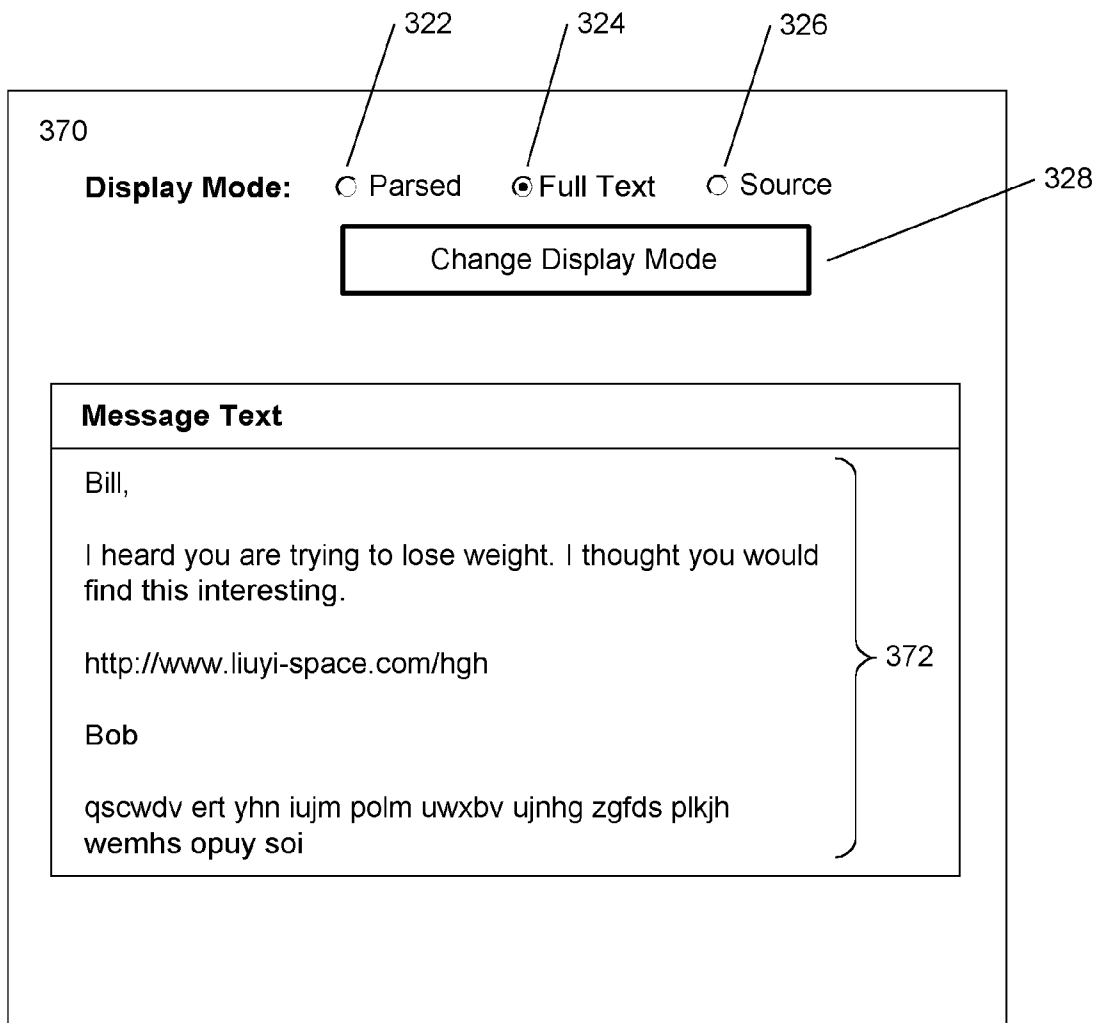 322 324 326
370
Display Mode: Parsed Full Text Source 328
Change Display Mode
Message Text
Bill,
I heard you are trying to lose weight. I thought you would
find this interesting.
http://www.liuyi-space.com/hgh 372
Bob
qscwdv ert yhn iujm polm uwxbv ujnhg zgfds plkjh
wemhs opuy soi